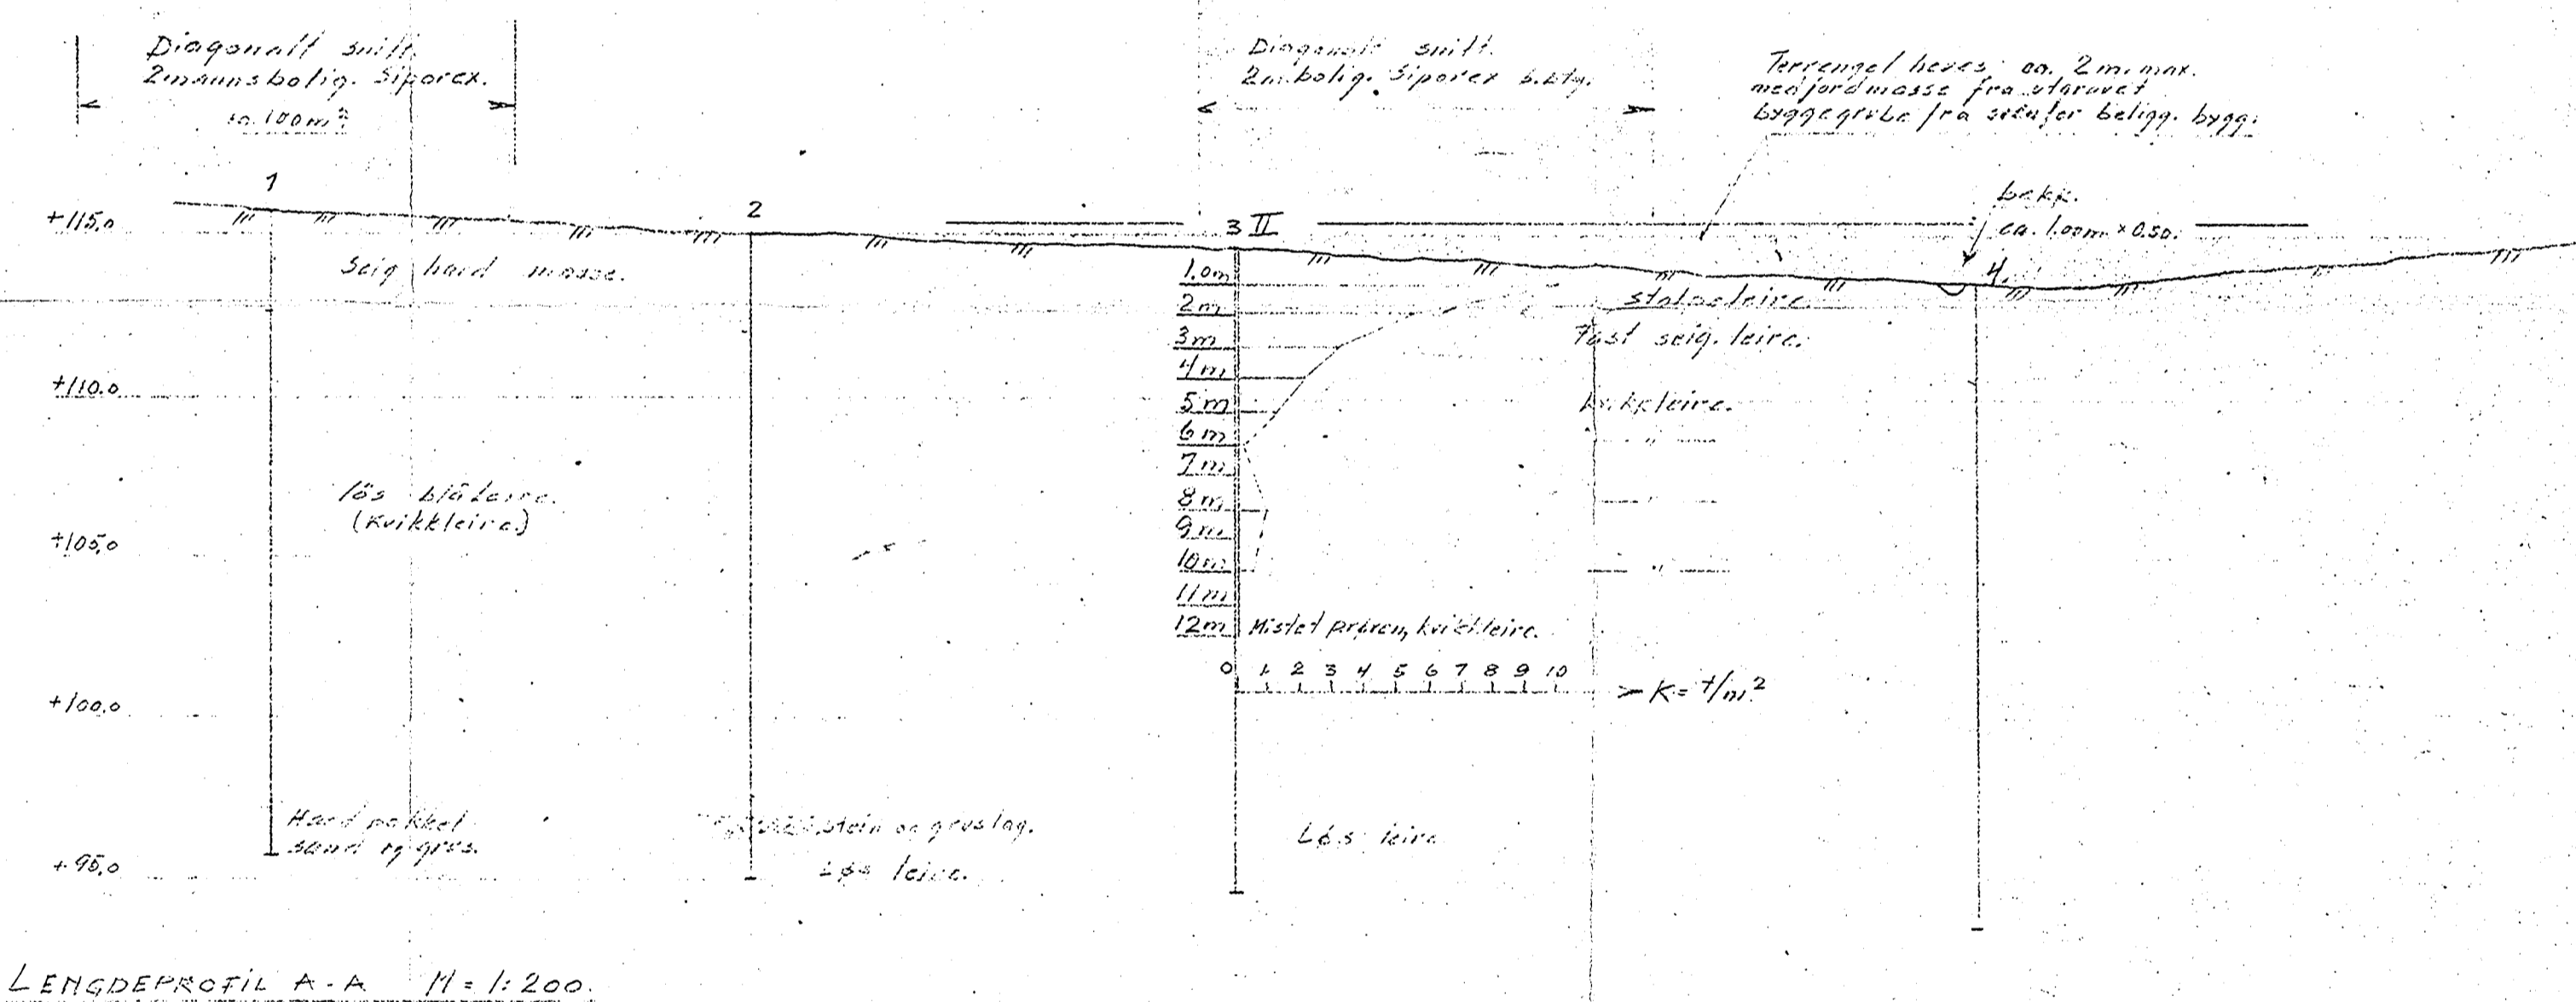 Diagonalt snitt.
2mannsbolig. Siporex.
ca. 100m²
Diagonalt snitt.
2m.bolig. Siporex b.btg.
Terrenget heves ca. 2m. max.
med jordmasse fra utgravet
byggegrube fra beligg. bygg.
1
2
3 II
bekk.
ca. 1.00m × 0.50.
4.
+115.0
Seig hard masse.
1.0m
2m
3m
4m
5m
6m
7m
8m
9m
10m
11m
12m
Mistet prøven, kvikkleire.
Fast seig. leire.
kvikkleire.
"
"
"
+110.0
løs blåleire.
(Kvikkleire.)
+105.0
0 1 2 3 4 5 6 7 8 9 10
K = t/m²
+100.0
Hard pakket
sand og grus.
stein og gruslag.
Løs leire.
Løs leire
+95.0
LENGDEPROFIL A-A M = 1:200.